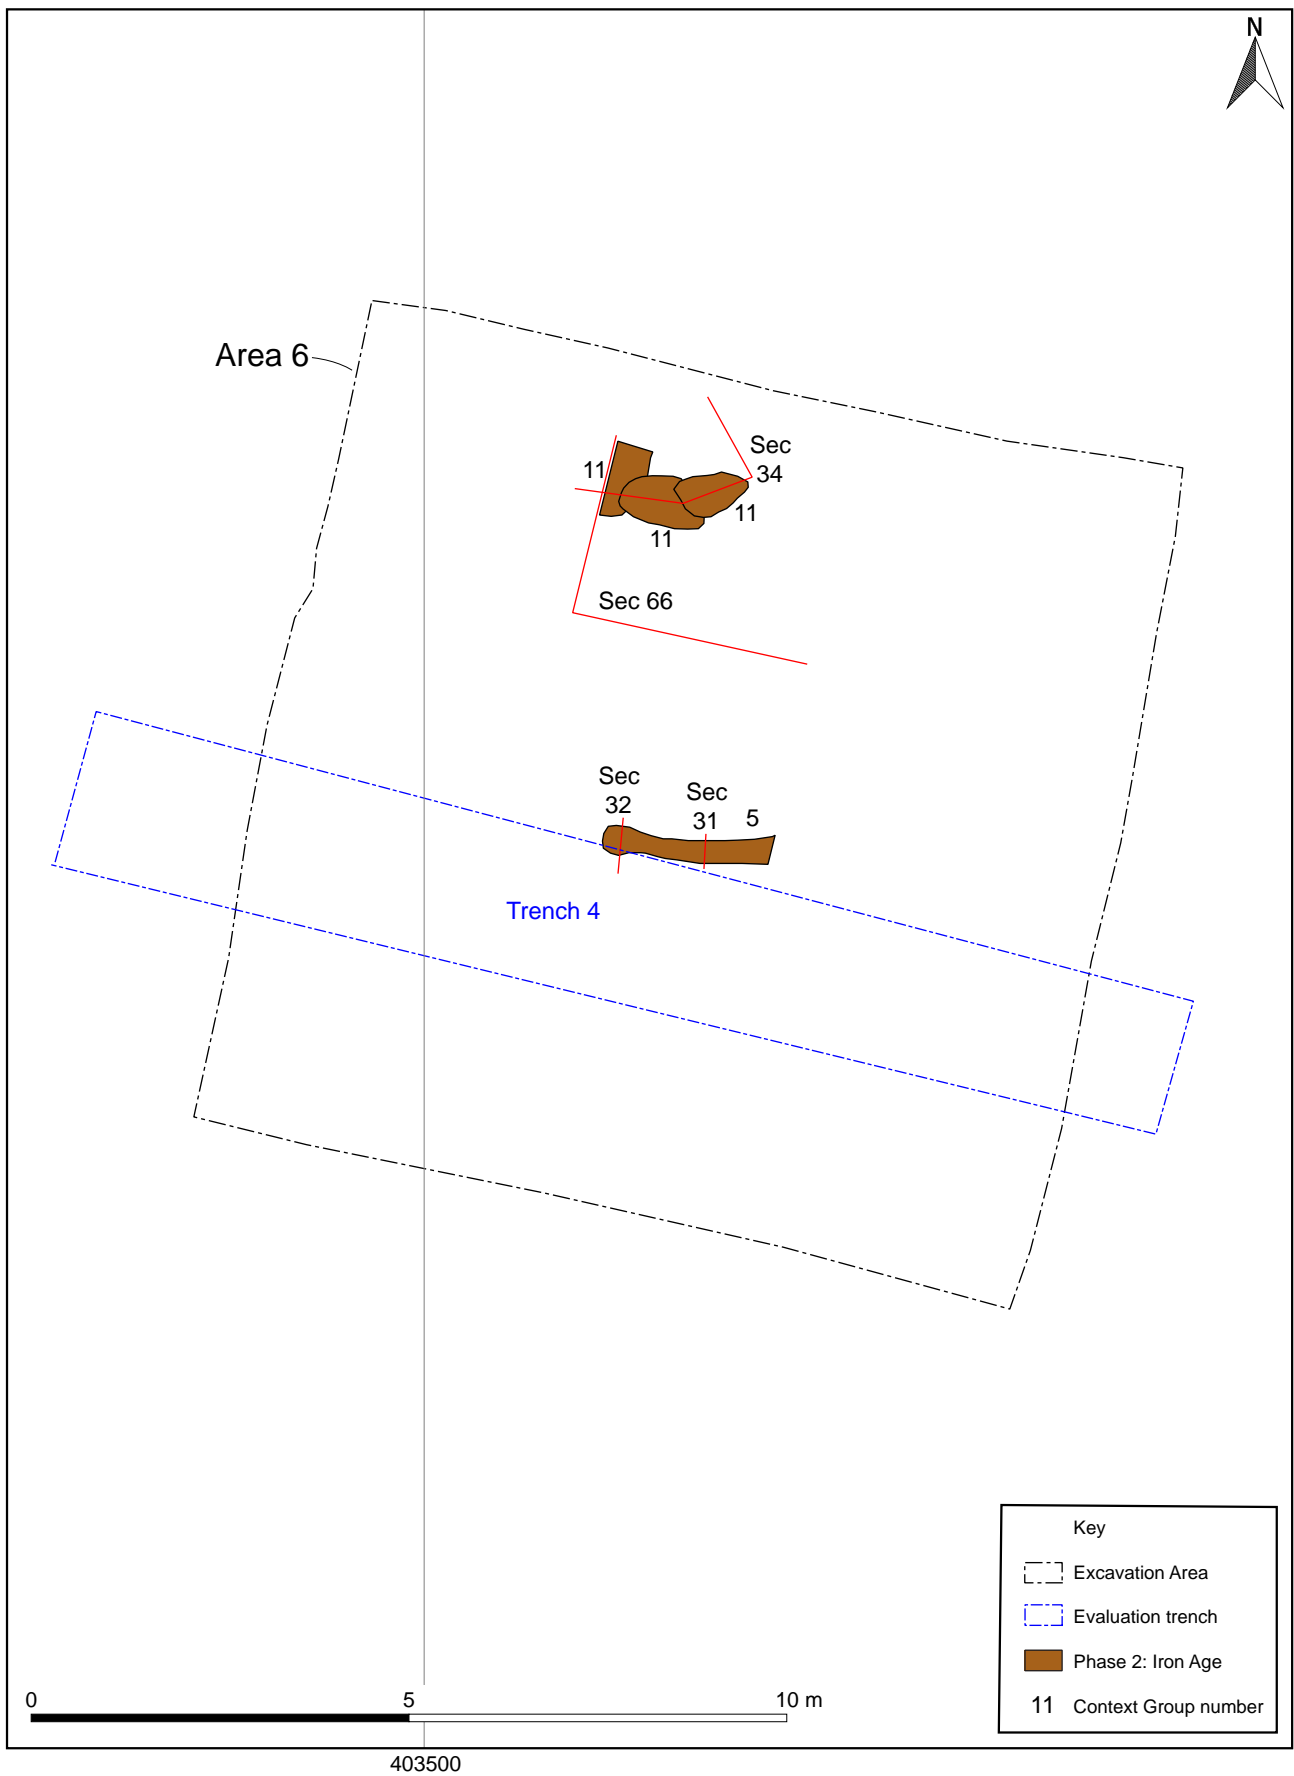 N
Area 6
Sec
34
11
11
11
Sec 66
Sec
32
Sec
31
5
Trench 4
Key
Excavation Area
Evaluation trench
Phase 2: Iron Age
11 Context Group number
0 5 10 m
403500